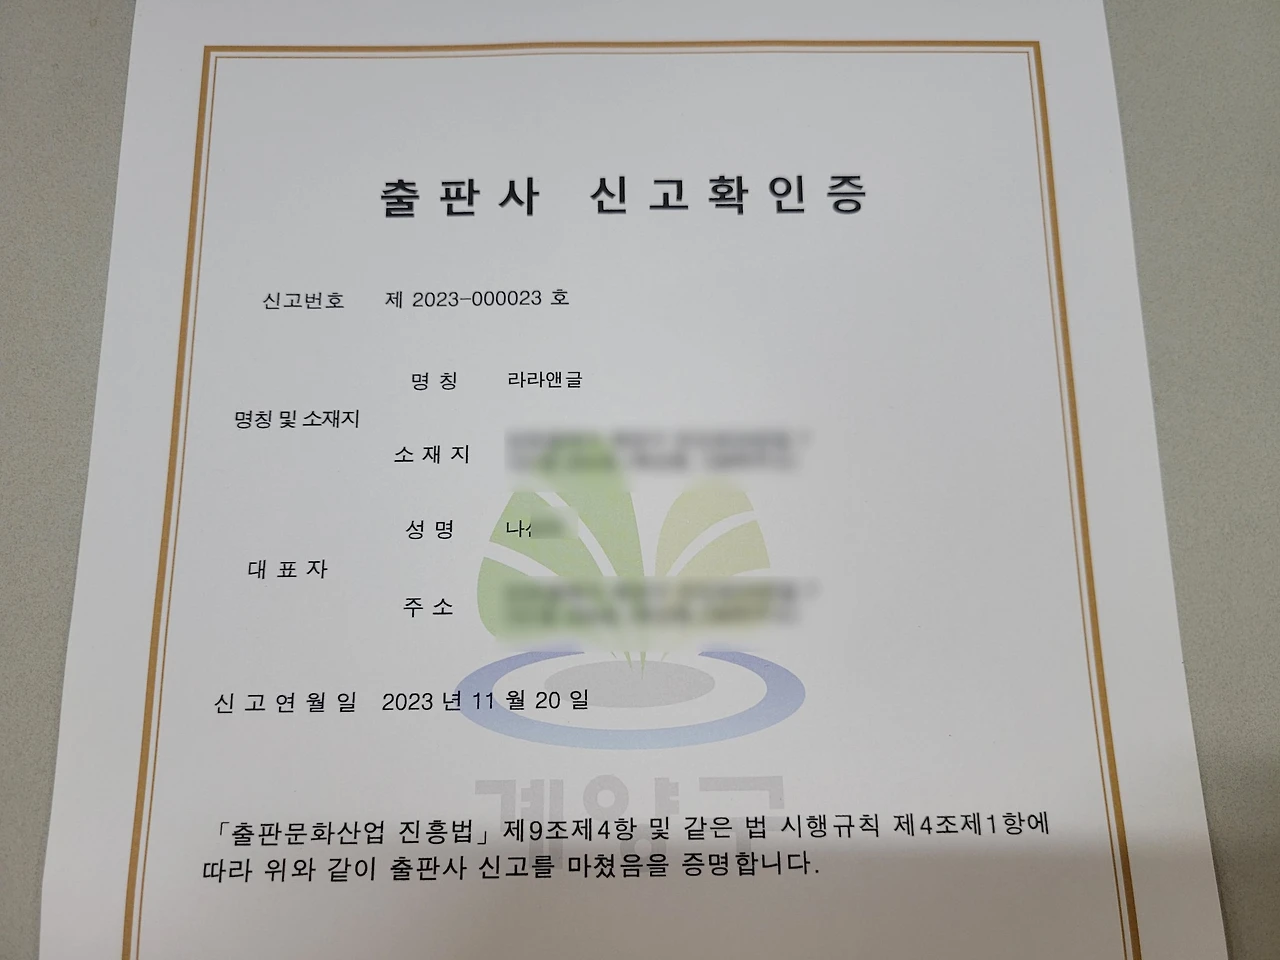 출판사 신고확인증
신고번호 제 2023-000023 호
명칭 라라앤글
명칭 및 소재지
소재지
성명 나
대표자
주소
신고연월일 2023 년 11 월 20 일
계양구
「출판문화산업 진흥법」제9조제4항 및 같은 법 시행규칙 제4조제1항에
따라 위와 같이 출판사 신고를 마쳤음을 증명합니다.